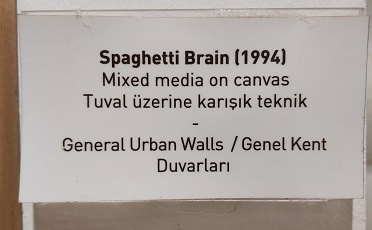 Spaghetti Brain (1994)
Mixed media on canvas
Tuval üzerine karışık teknik
-
General Urban Walls / Genel Kent
Duvarları